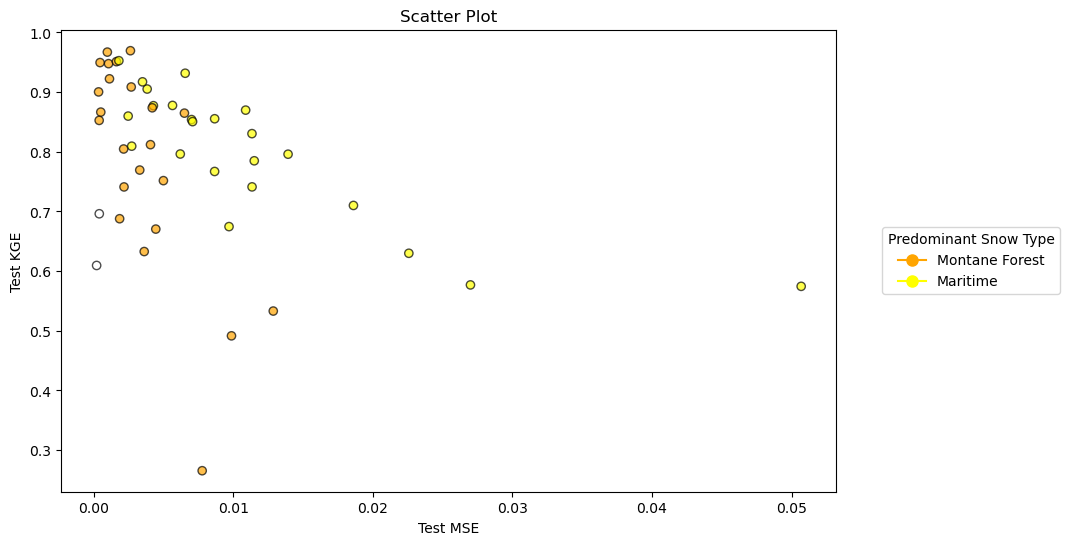 Scatter Plot
1.0
0.9
0.8
0.7
0.6
0.5
0.4
0.3
Test KGE
0.00
0.01
0.02
0.03
0.04
0.05
Test MSE
Predominant Snow Type
Montane Forest
Maritime